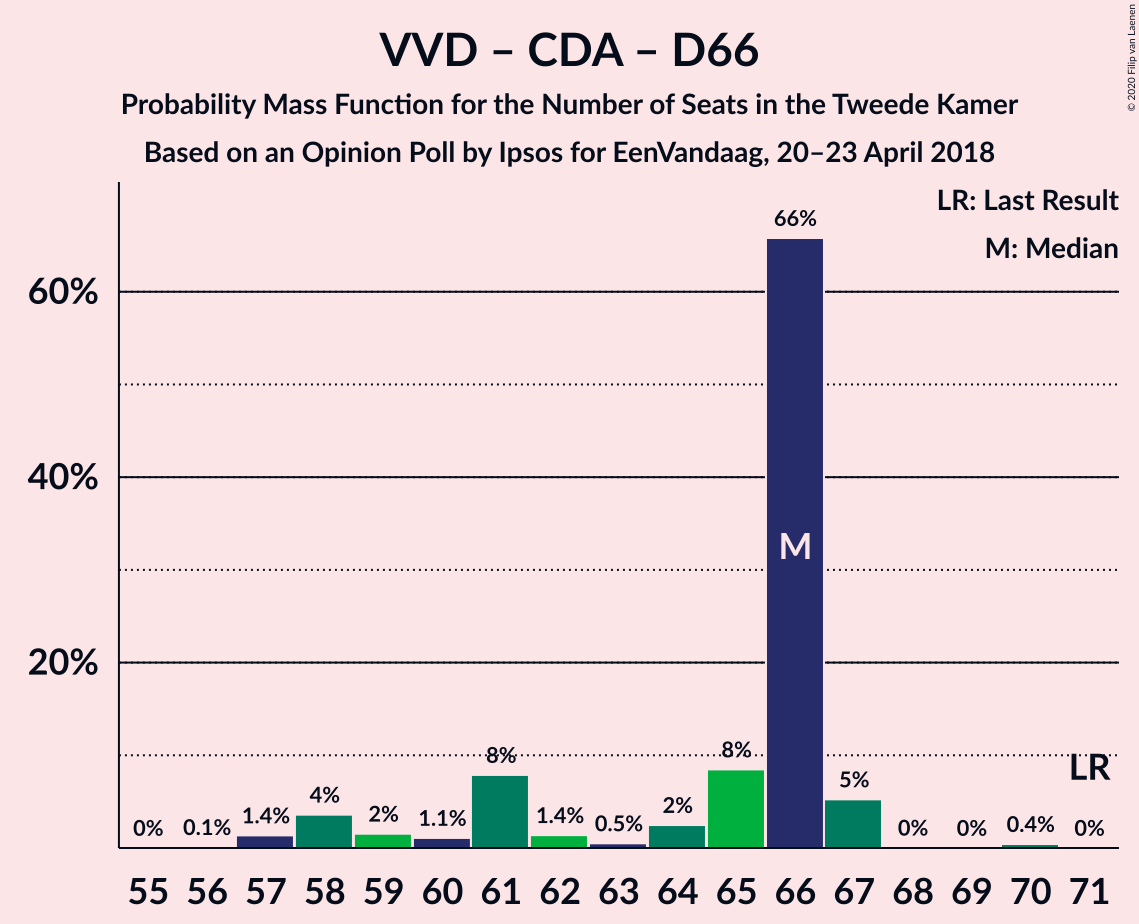 VVD – CDA – D66
Probability Mass Function for the Number of Seats in the Tweede Kamer
Based on an Opinion Poll by Ipsos for EenVandaag, 20–23 April 2018
© 2020 Filip van Laenen
LR: Last Result
M: Median
60%
40%
20%
0% 0.1% 1.4% 4% 2% 1.1% 8% 1.4% 0.5% 2% 8% 66% 5% 0% 0% 0.4% 0%
M
LR
55 56 57 58 59 60 61 62 63 64 65 66 67 68 69 70 71